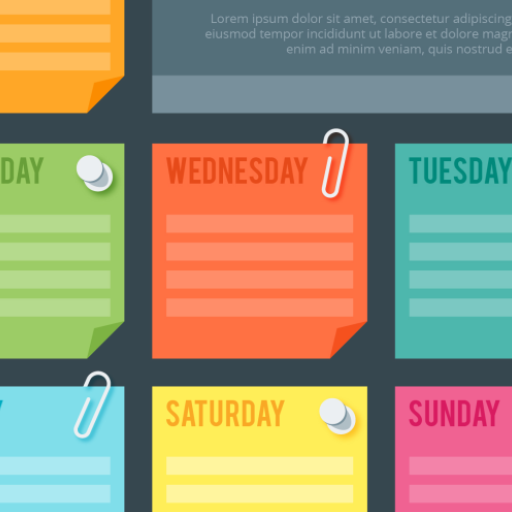 Lorem ipsum dolor sit amet, consectetur adipiscing
eiusmod tempor incididunt ut labore et dolore magn
enim ad minim veniam, quis nostrud e
DAY
WEDNESDAY
TUESDAY
SATURDAY
SUNDAY